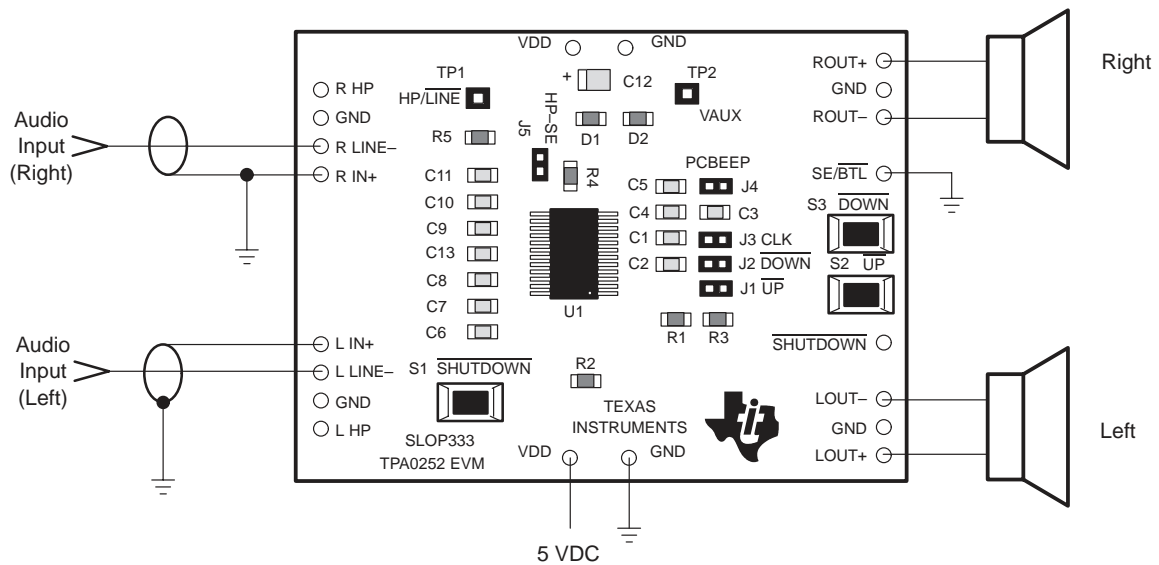 VDD
GND
ROUT+
GND
ROUT–
Right
R HP
GND
R LINE–
R IN+
Audio
Input
(Right)
TP1
HP/LINE
+
C12
TP2
VAUX
HP–SE
J5
D1
D2
R5
R4
C11
C10
C9
C13
C8
C7
C6
PCBEEP
C5
J4
C4
C3
C1
J3 CLK
C2
J2 DOWN
J1 UP
SE/BTL
S3 DOWN
S2 UP
U1
R1
R3
SHUTDOWN
Audio
Input
(Left)
L IN+
L LINE–
GND
L HP
S1 SHUTDOWN
R2
SLOP333
TPA0252 EVM
TEXAS
INSTRUMENTS
ti
VDD
GND
LOUT–
GND
LOUT+
Left
5 VDC